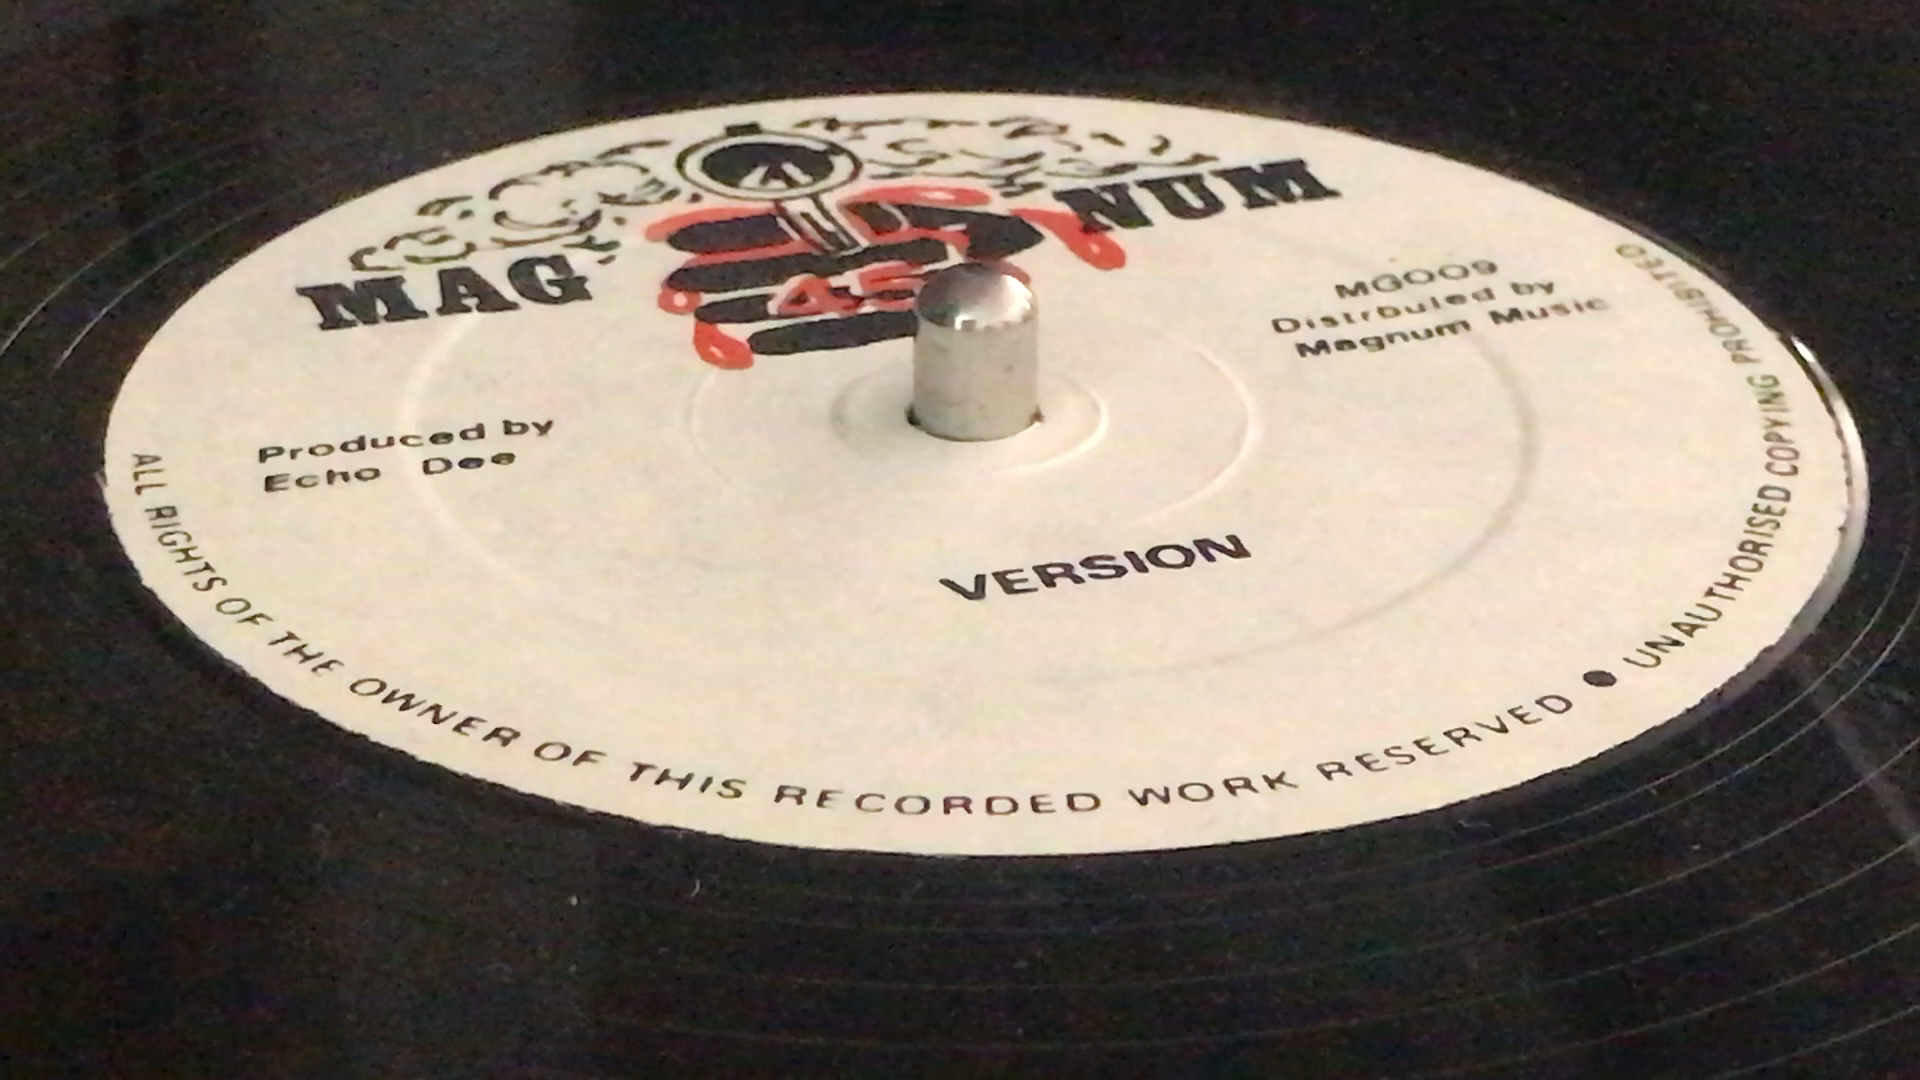 MAG NUM
45
MG009
Distrbuled by
Magnum Music
Produced by
Echo Dee
VERSION
ALL RIGHTS OF THE OWNER OF THIS RECORDED WORK RESERVED ● UNAUTHORISED COPYING PROHIBITED